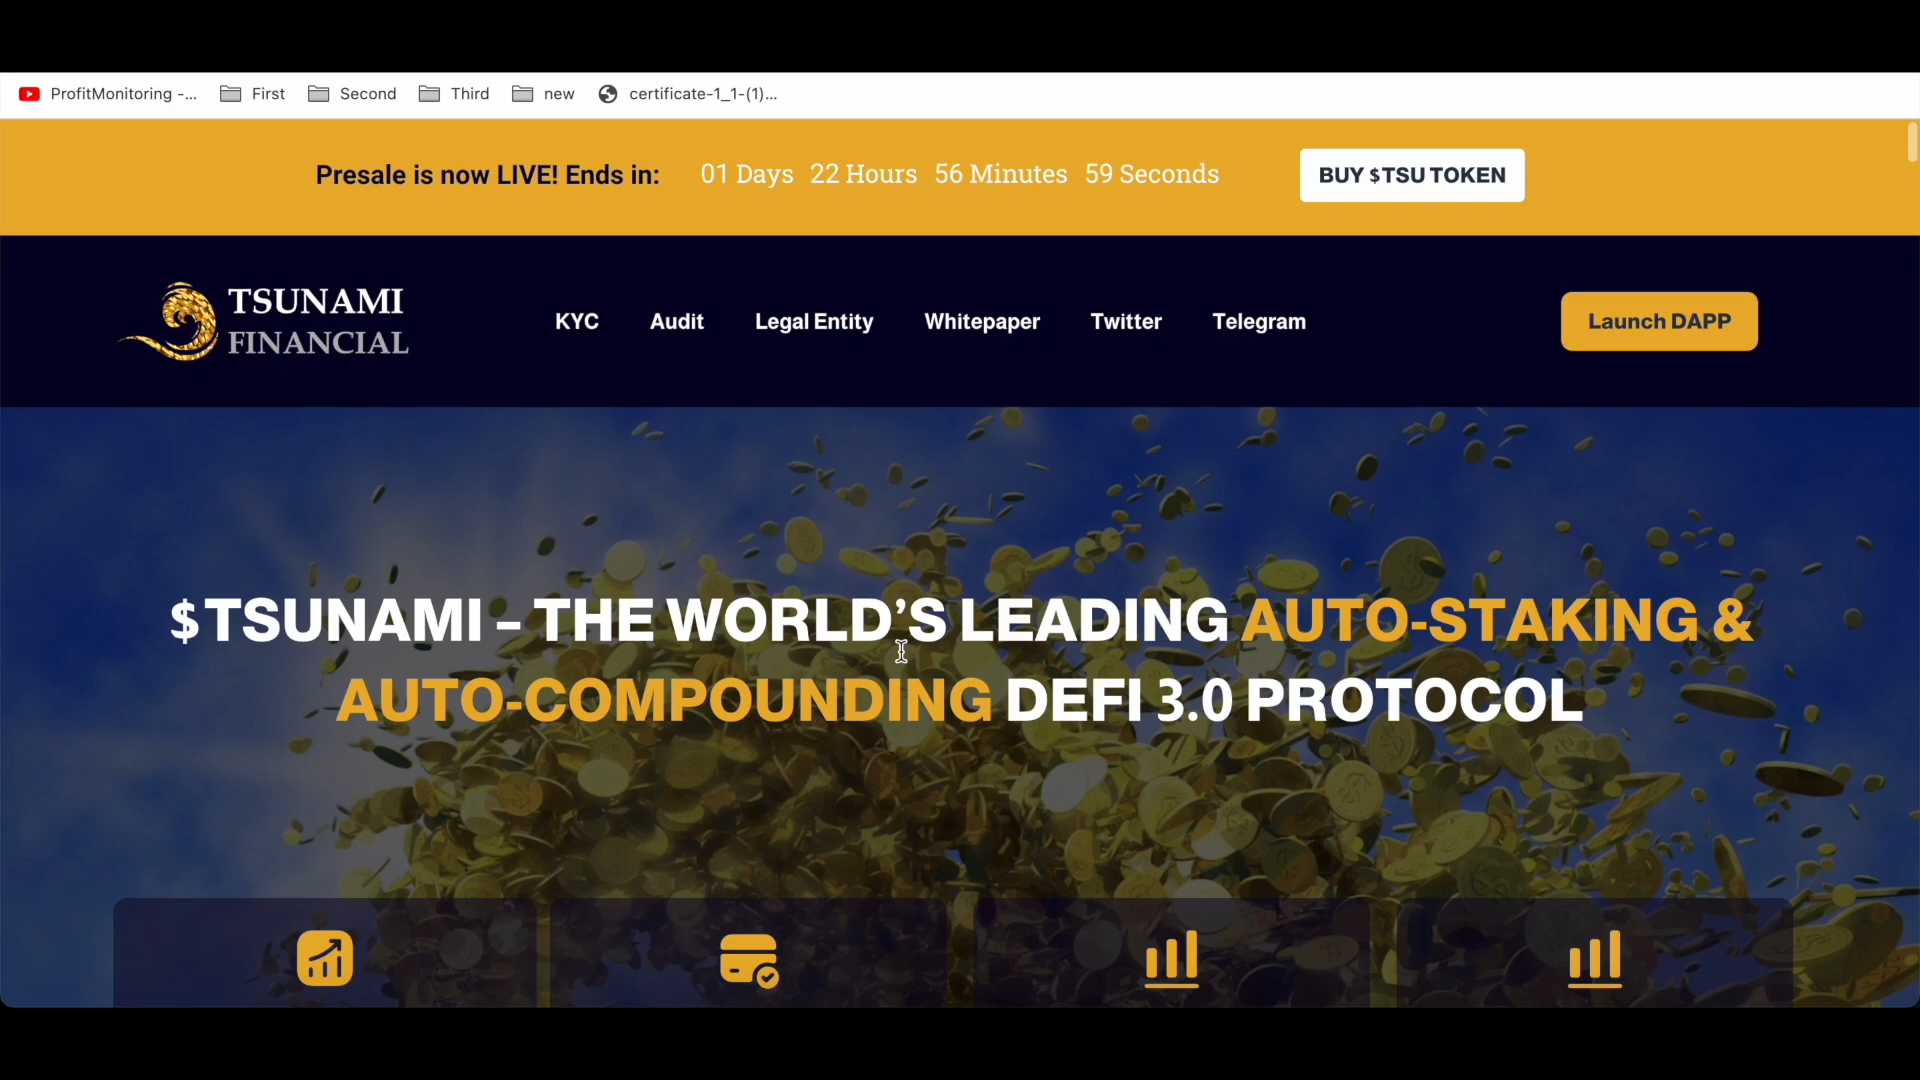 ProfitMonitoring -... First Second Third new certificate-1_1-(1)...
Presale is now LIVE! Ends in: 01 Days 22 Hours 56 Minutes 59 Seconds BUY $TSU TOKEN
TSUNAMI
FINANCIAL
KYC Audit Legal Entity Whitepaper Twitter Telegram Launch DAPP
$TSUNAMI – THE WORLD’S LEADING AUTO-STAKING &
AUTO-COMPOUNDING DEFI 3.0 PROTOCOL